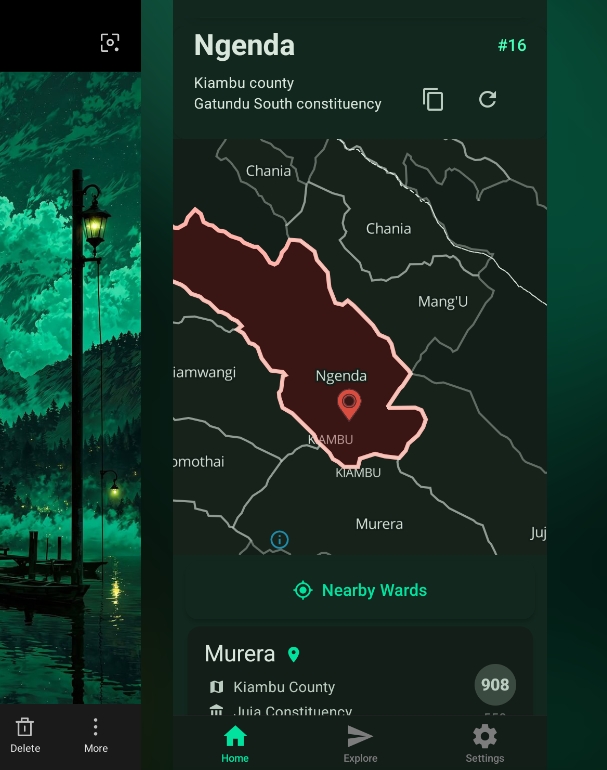 Ngenda
#16
Kiambu county
Gatundu South constituency
Chania
Chania
Mang'U
iamwangi
Ngenda
KIAMBU
omothai
KIAMBU
Murera
Juj
Nearby Wards
Murera
Kiambu County
908
Juja Constituency
Delete
More
Home
Explore
Settings